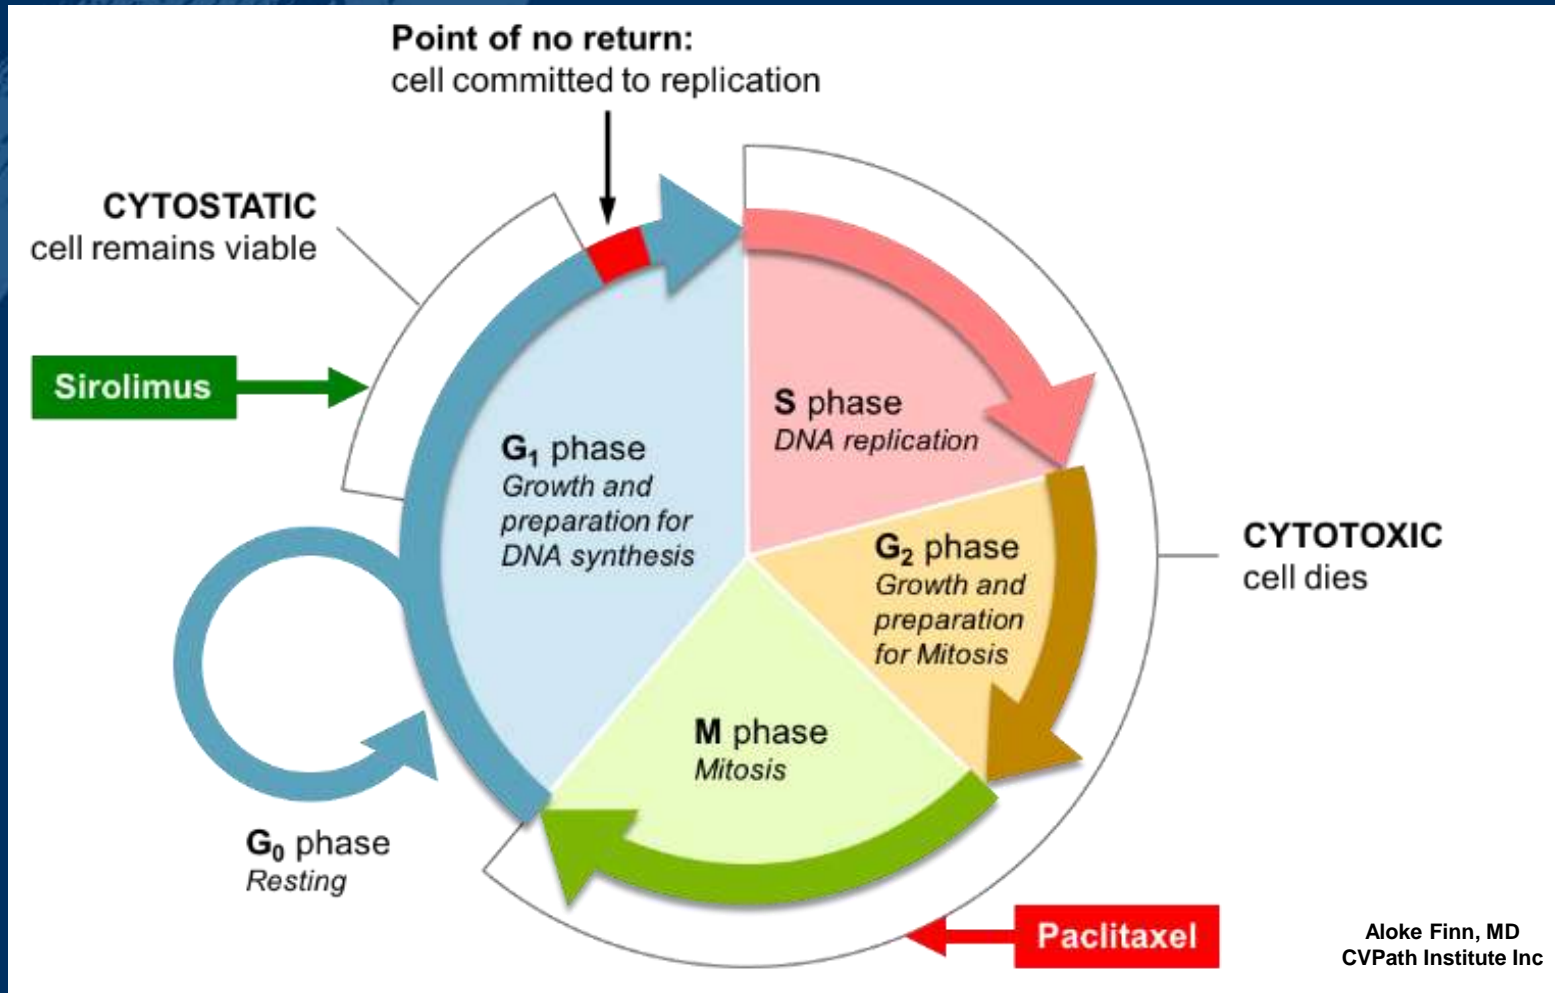 Point of no return:
cell committed to replication
CYTOSTATIC
cell remains viable
Sirolimus
G₁ phase
Growth and
preparation for
DNA synthesis
S phase
DNA replication
G₂ phase
Growth and
preparation
for Mitosis
CYTOTOXIC
cell dies
M phase
Mitosis
G₀ phase
Resting
Paclitaxel
Aloke Finn, MD
CVPath Institute Inc